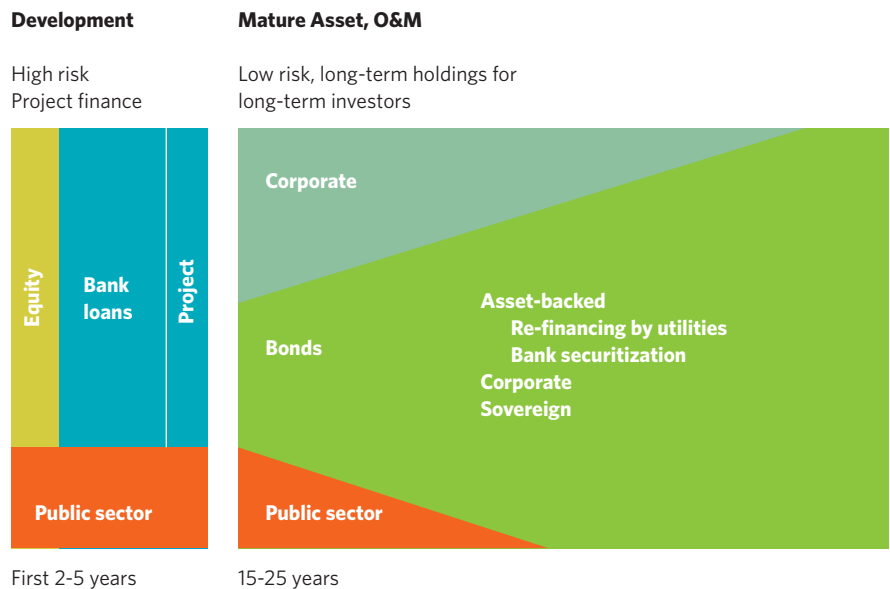 Development
High risk
Project finance
Equity
Bank
loans
Project
Public sector
First 2-5 years
Mature Asset, O&M
Low risk, long-term holdings for
long-term investors
Corporate
Bonds
Asset-backed
Re-financing by utilities
Bank securitization
Corporate
Sovereign
Public sector
15-25 years